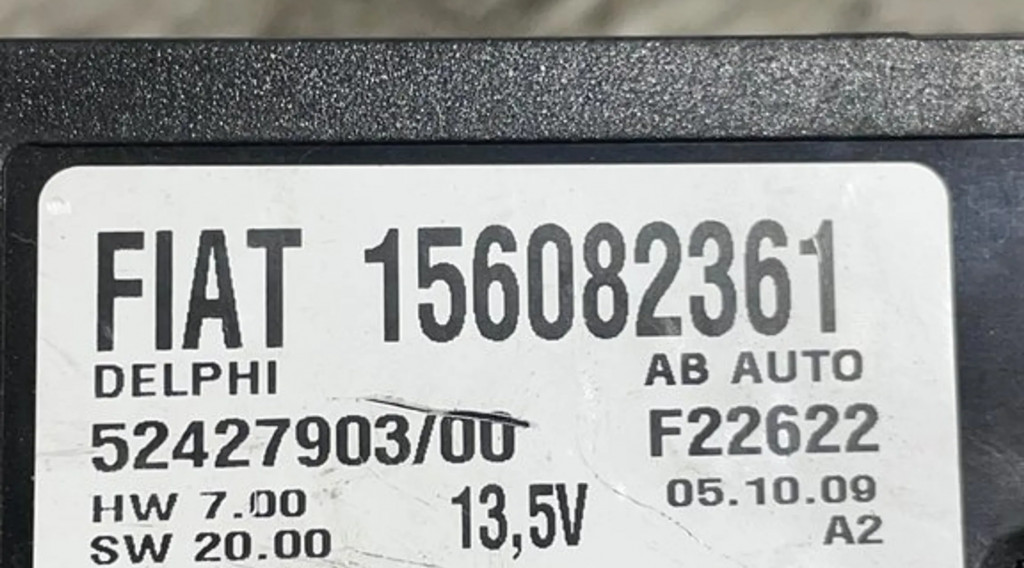 FIAT 156082361
DELPHI AB AUTO
52427903/00 F22622
HW 7.00 13,5V 05.10.09
SW 20.00 A2